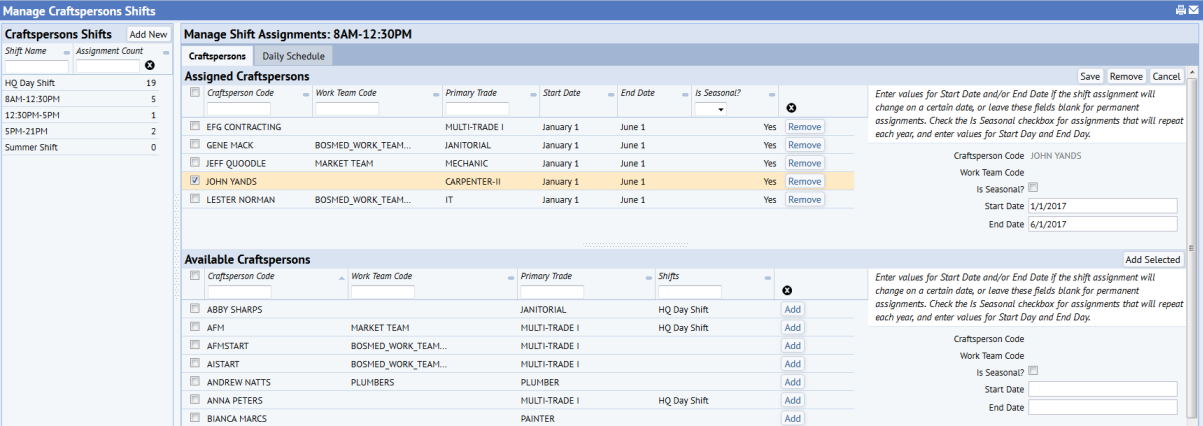 Manage Craftspersons Shifts
Craftspersons Shifts
Add New
Shift Name Assignment Count
HQ Day Shift 19
8AM-12:30PM 5
12:30PM-5PM 1
5PM-21PM 2
Summer Shift 0
Manage Shift Assignments: 8AM-12:30PM
Craftspersons Daily Schedule
Assigned Craftspersons
Save Remove Cancel
Craftsperson Code Work Team Code Primary Trade Start Date End Date Is Seasonal?
EFG CONTRACTING MULTI-TRADE I January 1 June 1 Yes Remove
GENE MACK BOSMED_WORK_TEAM... JANITORIAL January 1 June 1 Yes Remove
JEFF QUOODLE MARKET TEAM MECHANIC January 1 June 1 Yes Remove
JOHN YANDS CARPENTER-II January 1 June 1 Yes Remove
LESTER NORMAN BOSMED_WORK_TEAM... IT January 1 June 1 Yes Remove
Enter values for Start Date and/or End Date if the shift assignment will
change on a certain date, or leave these fields blank for permanent
assignments. Check the Is Seasonal checkbox for assignments that will repeat
each year, and enter values for Start Day and End Day.
Craftsperson Code JOHN YANDS
Work Team Code
Is Seasonal?
Start Date 1/1/2017
End Date 6/1/2017
Available Craftspersons
Add Selected
Craftsperson Code Work Team Code Primary Trade Shifts
ABBY SHARPS JANITORIAL HQ Day Shift Add
AFM MARKET TEAM MULTI-TRADE I HQ Day Shift Add
AFMSTART BOSMED_WORK_TEAM... MULTI-TRADE I Add
AISTART BOSMED_WORK_TEAM... MULTI-TRADE I Add
ANDREW NATTS PLUMBERS PLUMBER Add
ANNA PETERS MULTI-TRADE I HQ Day Shift Add
BIANCA MARCS PAINTER Add
Enter values for Start Date and/or End Date if the shift assignment will
change on a certain date, or leave these fields blank for permanent
assignments. Check the Is Seasonal checkbox for assignments that will repeat
each year, and enter values for Start Day and End Day.
Craftsperson Code
Work Team Code
Is Seasonal?
Start Date
End Date